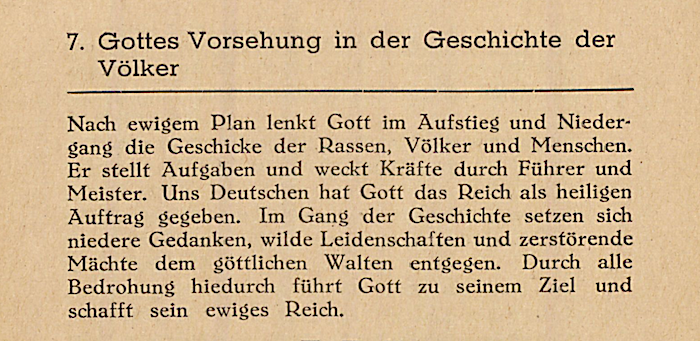 7. Gottes Vorsehung in der Geschichte der
Völker
Nach ewigem Plan lenkt Gott im Aufstieg und Nieder-
gang die Geschicke der Rassen, Völker und Menschen.
Er stellt Aufgaben und weckt Kräfte durch Führer und
Meister. Uns Deutschen hat Gott das Reich als heiligen
Auftrag gegeben. Im Gang der Geschichte setzen sich
niedere Gedanken, wilde Leidenschaften und zerstörende
Mächte dem göttlichen Walten entgegen. Durch alle
Bedrohung hiedurch führt Gott zu seinem Ziel und
schafft sein ewiges Reich.